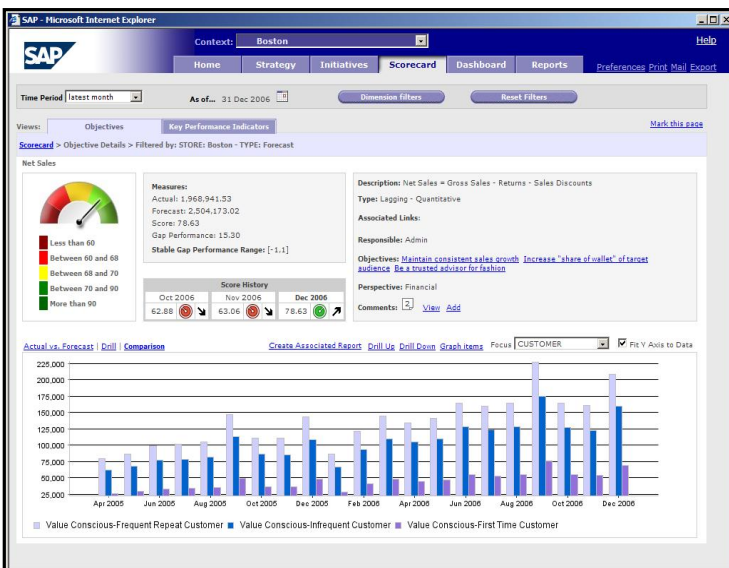 SAP - Microsoft Internet Explorer
SAP
Context: Boston
Help
Home Strategy Initiatives Scorecard Dashboard Reports
Preferences Print Mail Export
Time Period latest month As of... 31 Dec 2006 Dimension filters Reset Filters
Views: Objectives Key Performance Indicators Mark this page
Scorecard > Objective Details > Filtered by: STORE: Boston - TYPE: Forecast
Net Sales
Less than 60
Between 60 and 68
Between 68 and 70
Between 70 and 90
More than 90
Measures:
Actual: 1,968,941.53
Forecast: 2,504,173.02
Score: 78.63
Gap Performance: 15.30
Stable Gap Performance Range: [-1,1]
Score History
Oct 2006 Nov 2006 Dec 2006
62.88 63.06 78.63
Description: Net Sales = Gross Sales - Returns - Sales Discounts
Type: Lagging - Quantitative
Associated Links:
Responsible: Admin
Objectives: Maintain consistent sales growth Increase "share of wallet" of target
audience Be a trusted advisor for fashion
Perspective: Financial
Comments: 2 View Add
Actual vs. Forecast | Drill | Comparison Create Associated Report Drill Up Drill Down Graph items Focus CUSTOMER Fit Y Axis to Data
225,000
200,000
175,000
150,000
125,000
100,000
75,000
50,000
25,000
Apr 2005 Jun 2005 Aug 2005 Oct 2005 Dec 2005 Feb 2006 Apr 2006 Jun 2006 Aug 2006 Oct 2006 Dec 2006
Value Conscious-Frequent Repeat Customer Value Conscious-Infrequent Customer Value Conscious-First Time Customer